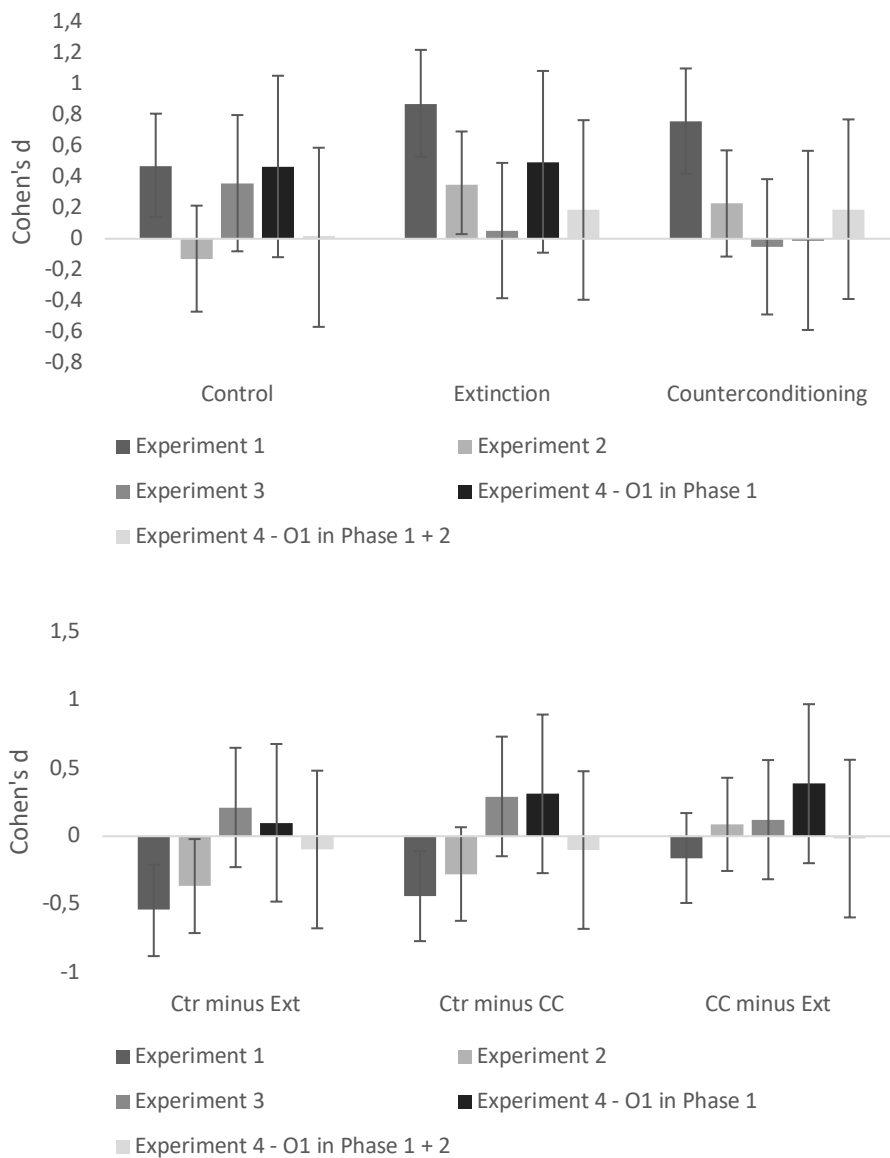 1,4
1,2
1
0,8
0,6
0,4
0,2
0
-0,2
-0,4
-0,6
-0,8
Cohen's d
Control Extinction Counterconditioning
Experiment 1 Experiment 2
Experiment 3 Experiment 4 - O1 in Phase 1
Experiment 4 - O1 in Phase 1 + 2
1,5
1
0,5
0
-0,5
-1
Cohen's d
Ctr minus Ext Ctr minus CC CC minus Ext
Experiment 1 Experiment 2
Experiment 3 Experiment 4 - O1 in Phase 1
Experiment 4 - O1 in Phase 1 + 2